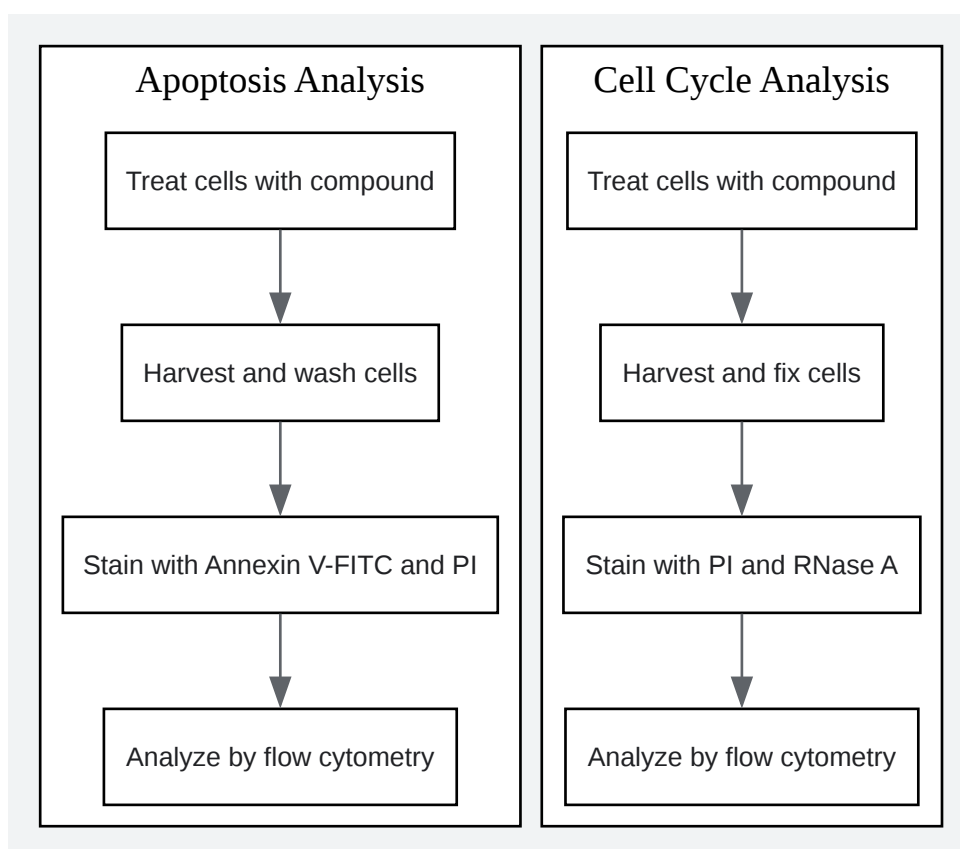 Apoptosis Analysis
Treat cells with compound
Harvest and wash cells
Stain with Annexin V-FITC and PI
Analyze by flow cytometry
Cell Cycle Analysis
Treat cells with compound
Harvest and fix cells
Stain with PI and RNase A
Analyze by flow cytometry